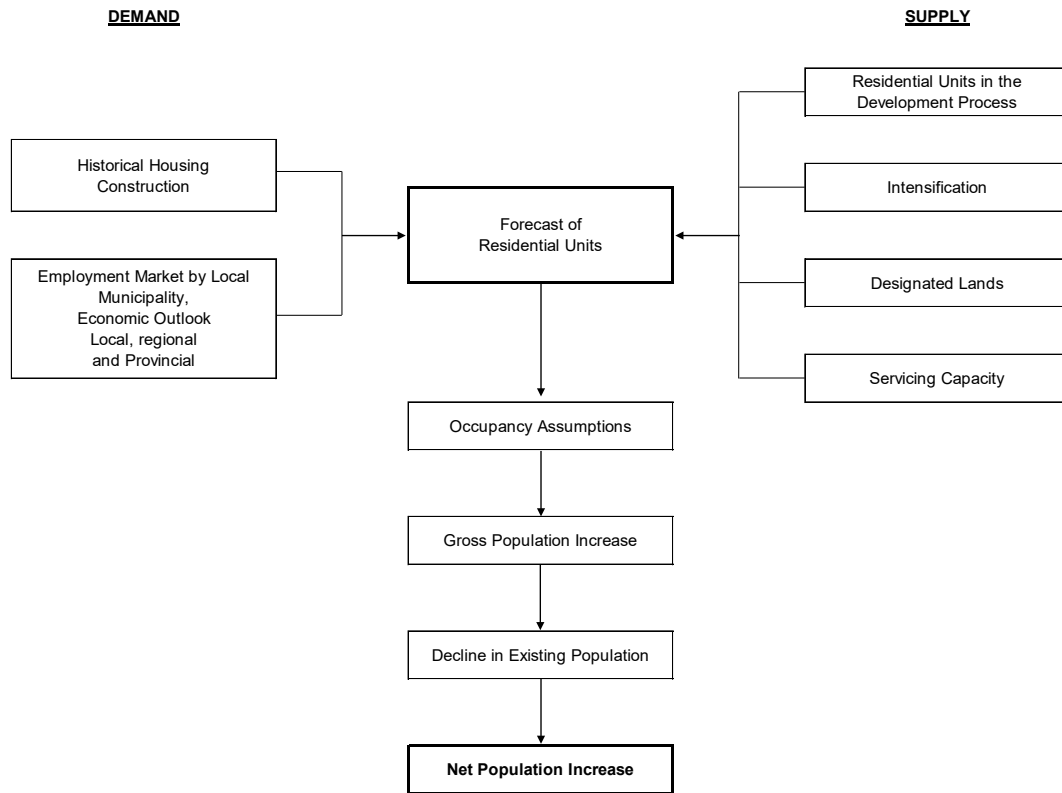 DEMAND
SUPPLY
Residential Units in the
Development Process
Historical Housing
Construction
Intensification
Forecast of
Residential Units
Employment Market by Local
Municipality,
Economic Outlook
Local, regional
and Provincial
Designated Lands
Servicing Capacity
Occupancy Assumptions
Gross Population Increase
Decline in Existing Population
Net Population Increase